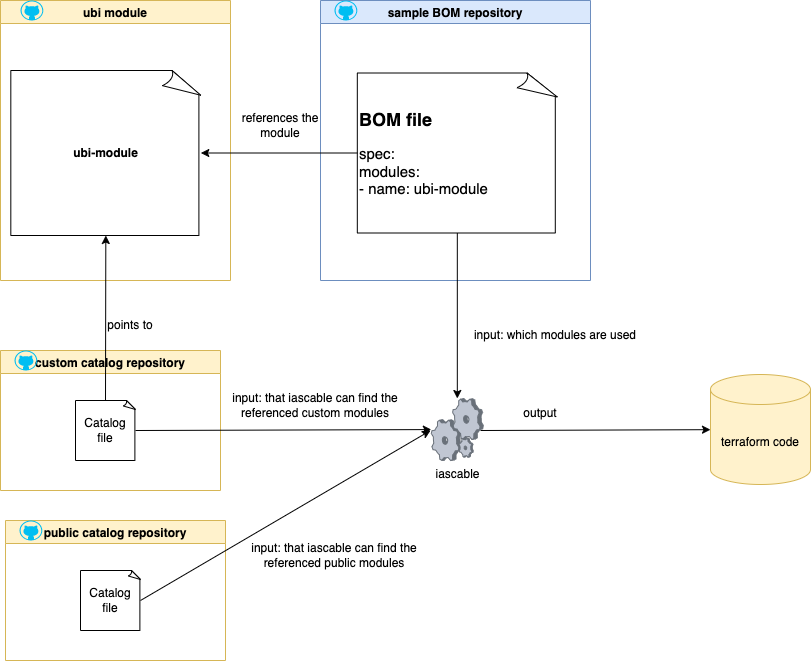 ubi module
sample BOM repository
ubi-module
references the
module
BOM file
spec:
modules:
- name: ubi-module
points to
input: which modules are used
custom catalog repository
Catalog
file
input: that iascable can find the
referenced custom modules
iascable
output
terraform code
public catalog repository
Catalog
file
input: that iascable can find the
referenced public modules